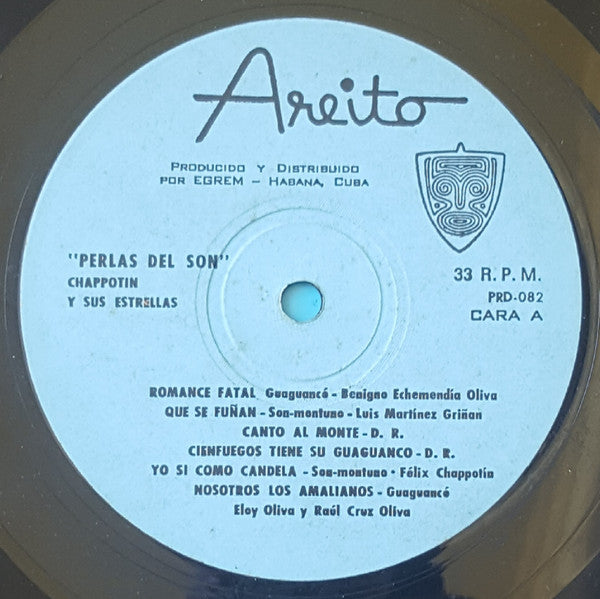 Areito
PRODUCIDO Y DISTRIBUIDO
POR EGREM - HABANA, CUBA
"PERLAS DEL SON"
CHAPPOTIN
Y SUS ESTRELLAS
33 R.P.M.
PRD-082
CARA A
ROMANCE FATAL Guaguancó - Benigno Echemendía Oliva
QUE SE FUÑAN - Son-montuno - Luis Martínez Griñan
CANTO AL MONTE - D. R.
CIENFUEGOS TIENE SU GUAGUANCO - D. R.
YO SI COMO CANDELA - Son-montuno - Félix Chappotín
NOSOTROS LOS AMALIANOS - Guaguancó
Eloy Oliva y Raúl Cruz Oliva